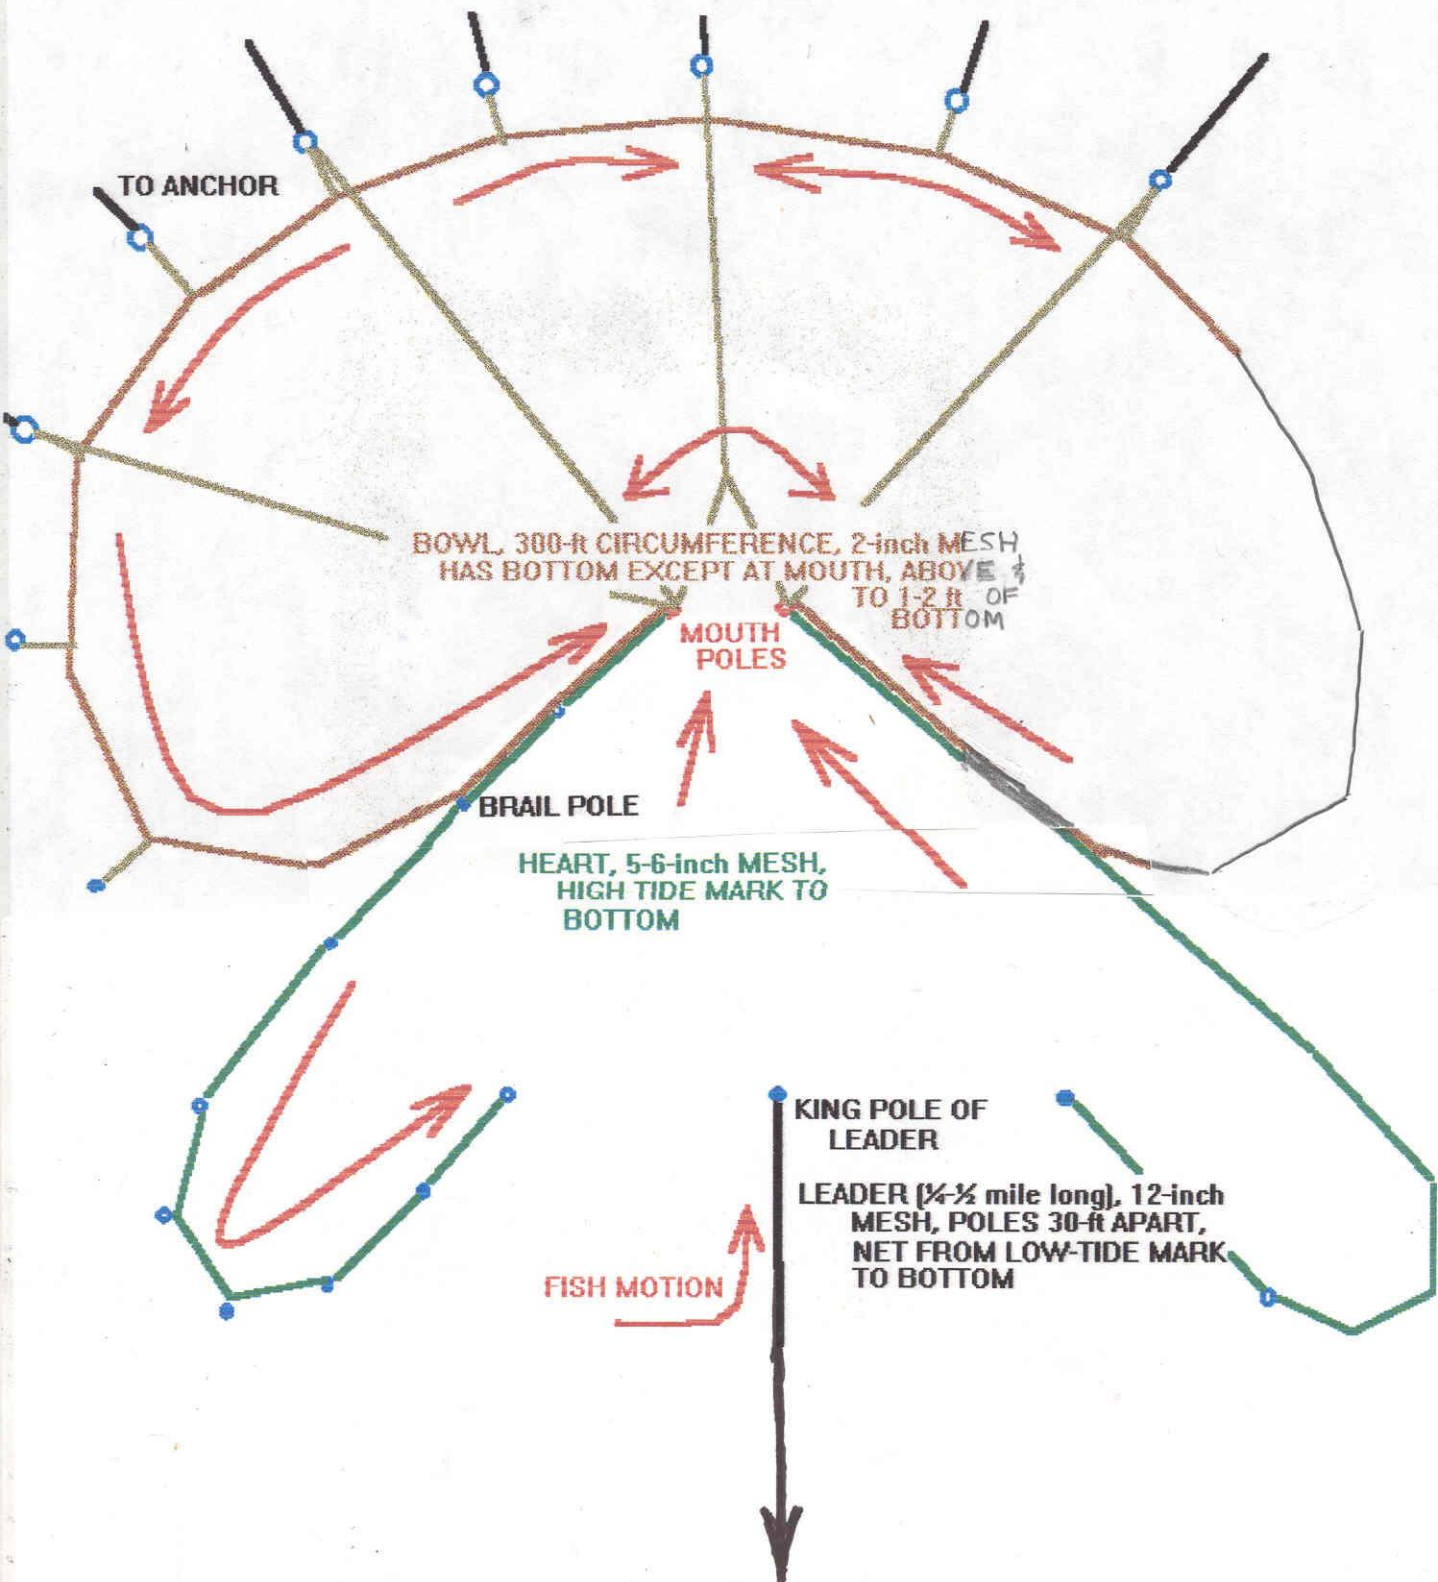 TO ANCHOR
BOWL, 300-ft CIRCUMFERENCE, 2-inch MESH
HAS BOTTOM EXCEPT AT MOUTH, ABOVE &
TO 1-2 ft OF
BOTTOM
MOUTH
POLES
BRAIL POLE
HEART, 5-6-inch MESH,
HIGH TIDE MARK TO
BOTTOM
KING POLE OF
LEADER
LEADER (¼-½ mile long), 12-inch
MESH, POLES 30-ft APART,
NET FROM LOW-TIDE MARK
TO BOTTOM
FISH MOTION